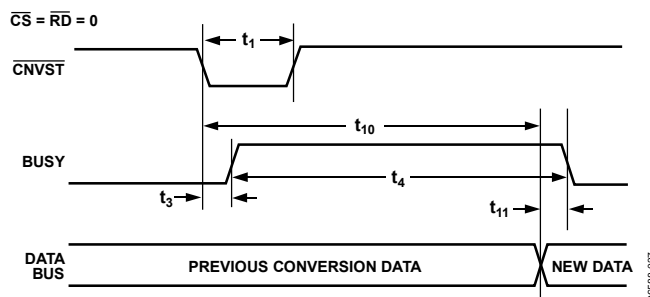 CS = RD = 0
t1
CNVST
t10
BUSY
t4
t3
t11
DATA
BUS
PREVIOUS CONVERSION DATA
NEW DATA